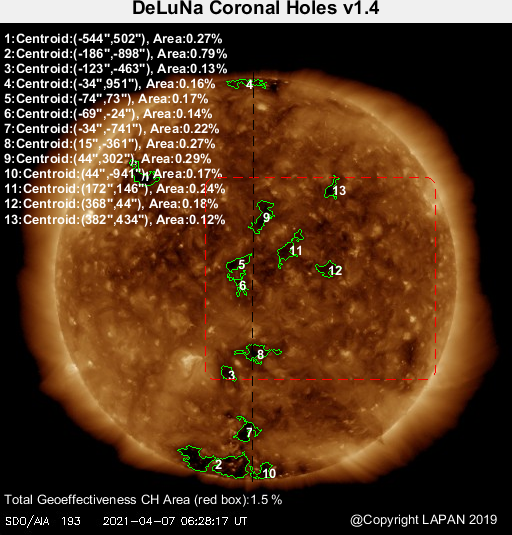 DeLuNa Coronal Holes v1.4
1:Centroid:(-544",502"), Area:0.27%
2:Centroid:(-186",-898"), Area:0.79%
3:Centroid:(-123",-463"), Area:0.13%
4:Centroid:(-34",951"), Area:0.16%
5:Centroid:(-74",73"), Area:0.17%
6:Centroid:(-69",-24"), Area:0.14%
7:Centroid:(-34",-741"), Area:0.22%
8:Centroid:(15",-361"), Area:0.27%
9:Centroid:(44",302"), Area:0.29%
10:Centroid:(44",-941"), Area:0.17%
11:Centroid:(172",146"), Area:0.24%
12:Centroid:(368",44"), Area:0.18%
13:Centroid:(382",434"), Area:0.12%
4
1
13
9
11
5
12
6
8
3
7
2
10
Total Geoeffectiveness CH Area (red box):1.5 %
SDO/AIA 193 2021-04-07 06:28:17 UT
@Copyright LAPAN 2019